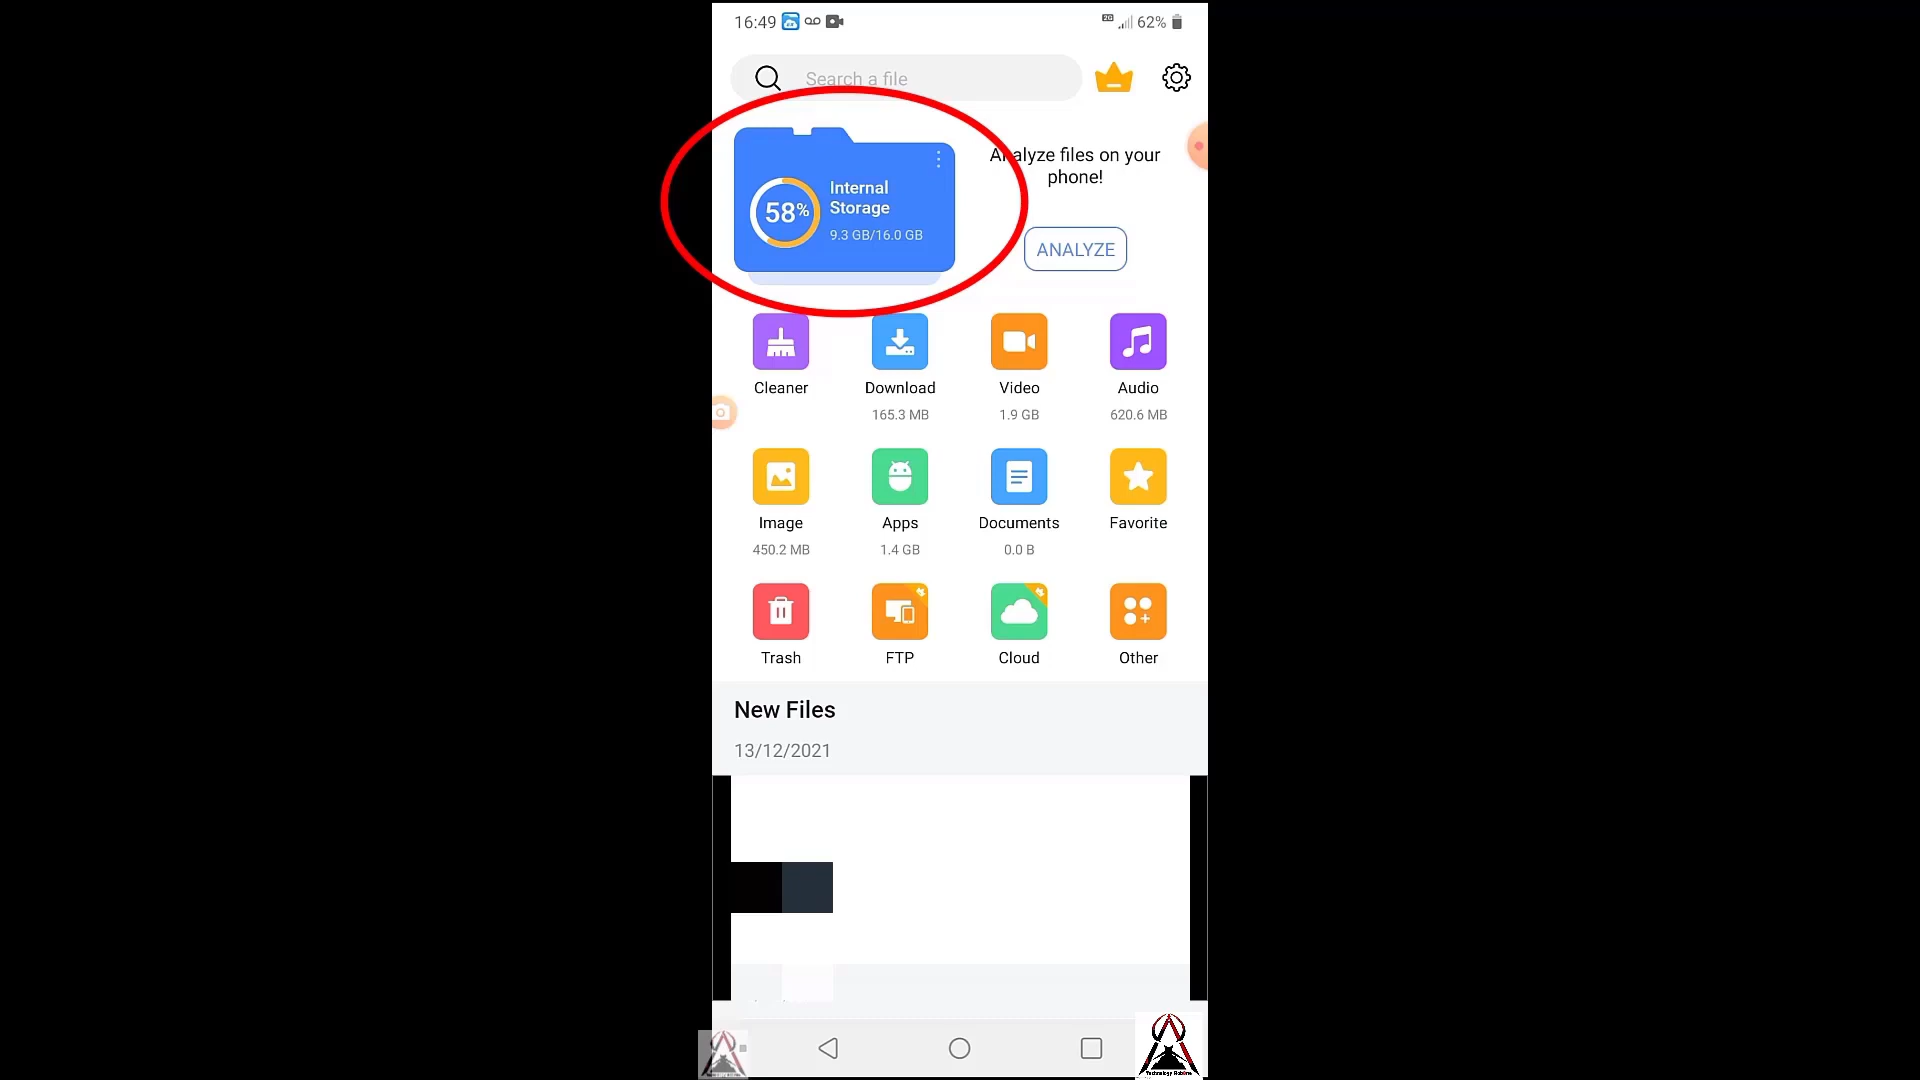 16:49
2G
62%
Search a file
Internal
Storage
58%
9.3 GB/16.0 GB
Analyze files on your
phone!
ANALYZE
Cleaner
Download
Video
Audio
165.3 MB
1.9 GB
620.6 MB
Image
Apps
Documents
Favorite
450.2 MB
1.4 GB
0.0 B
Trash
FTP
Cloud
Other
New Files
13/12/2021